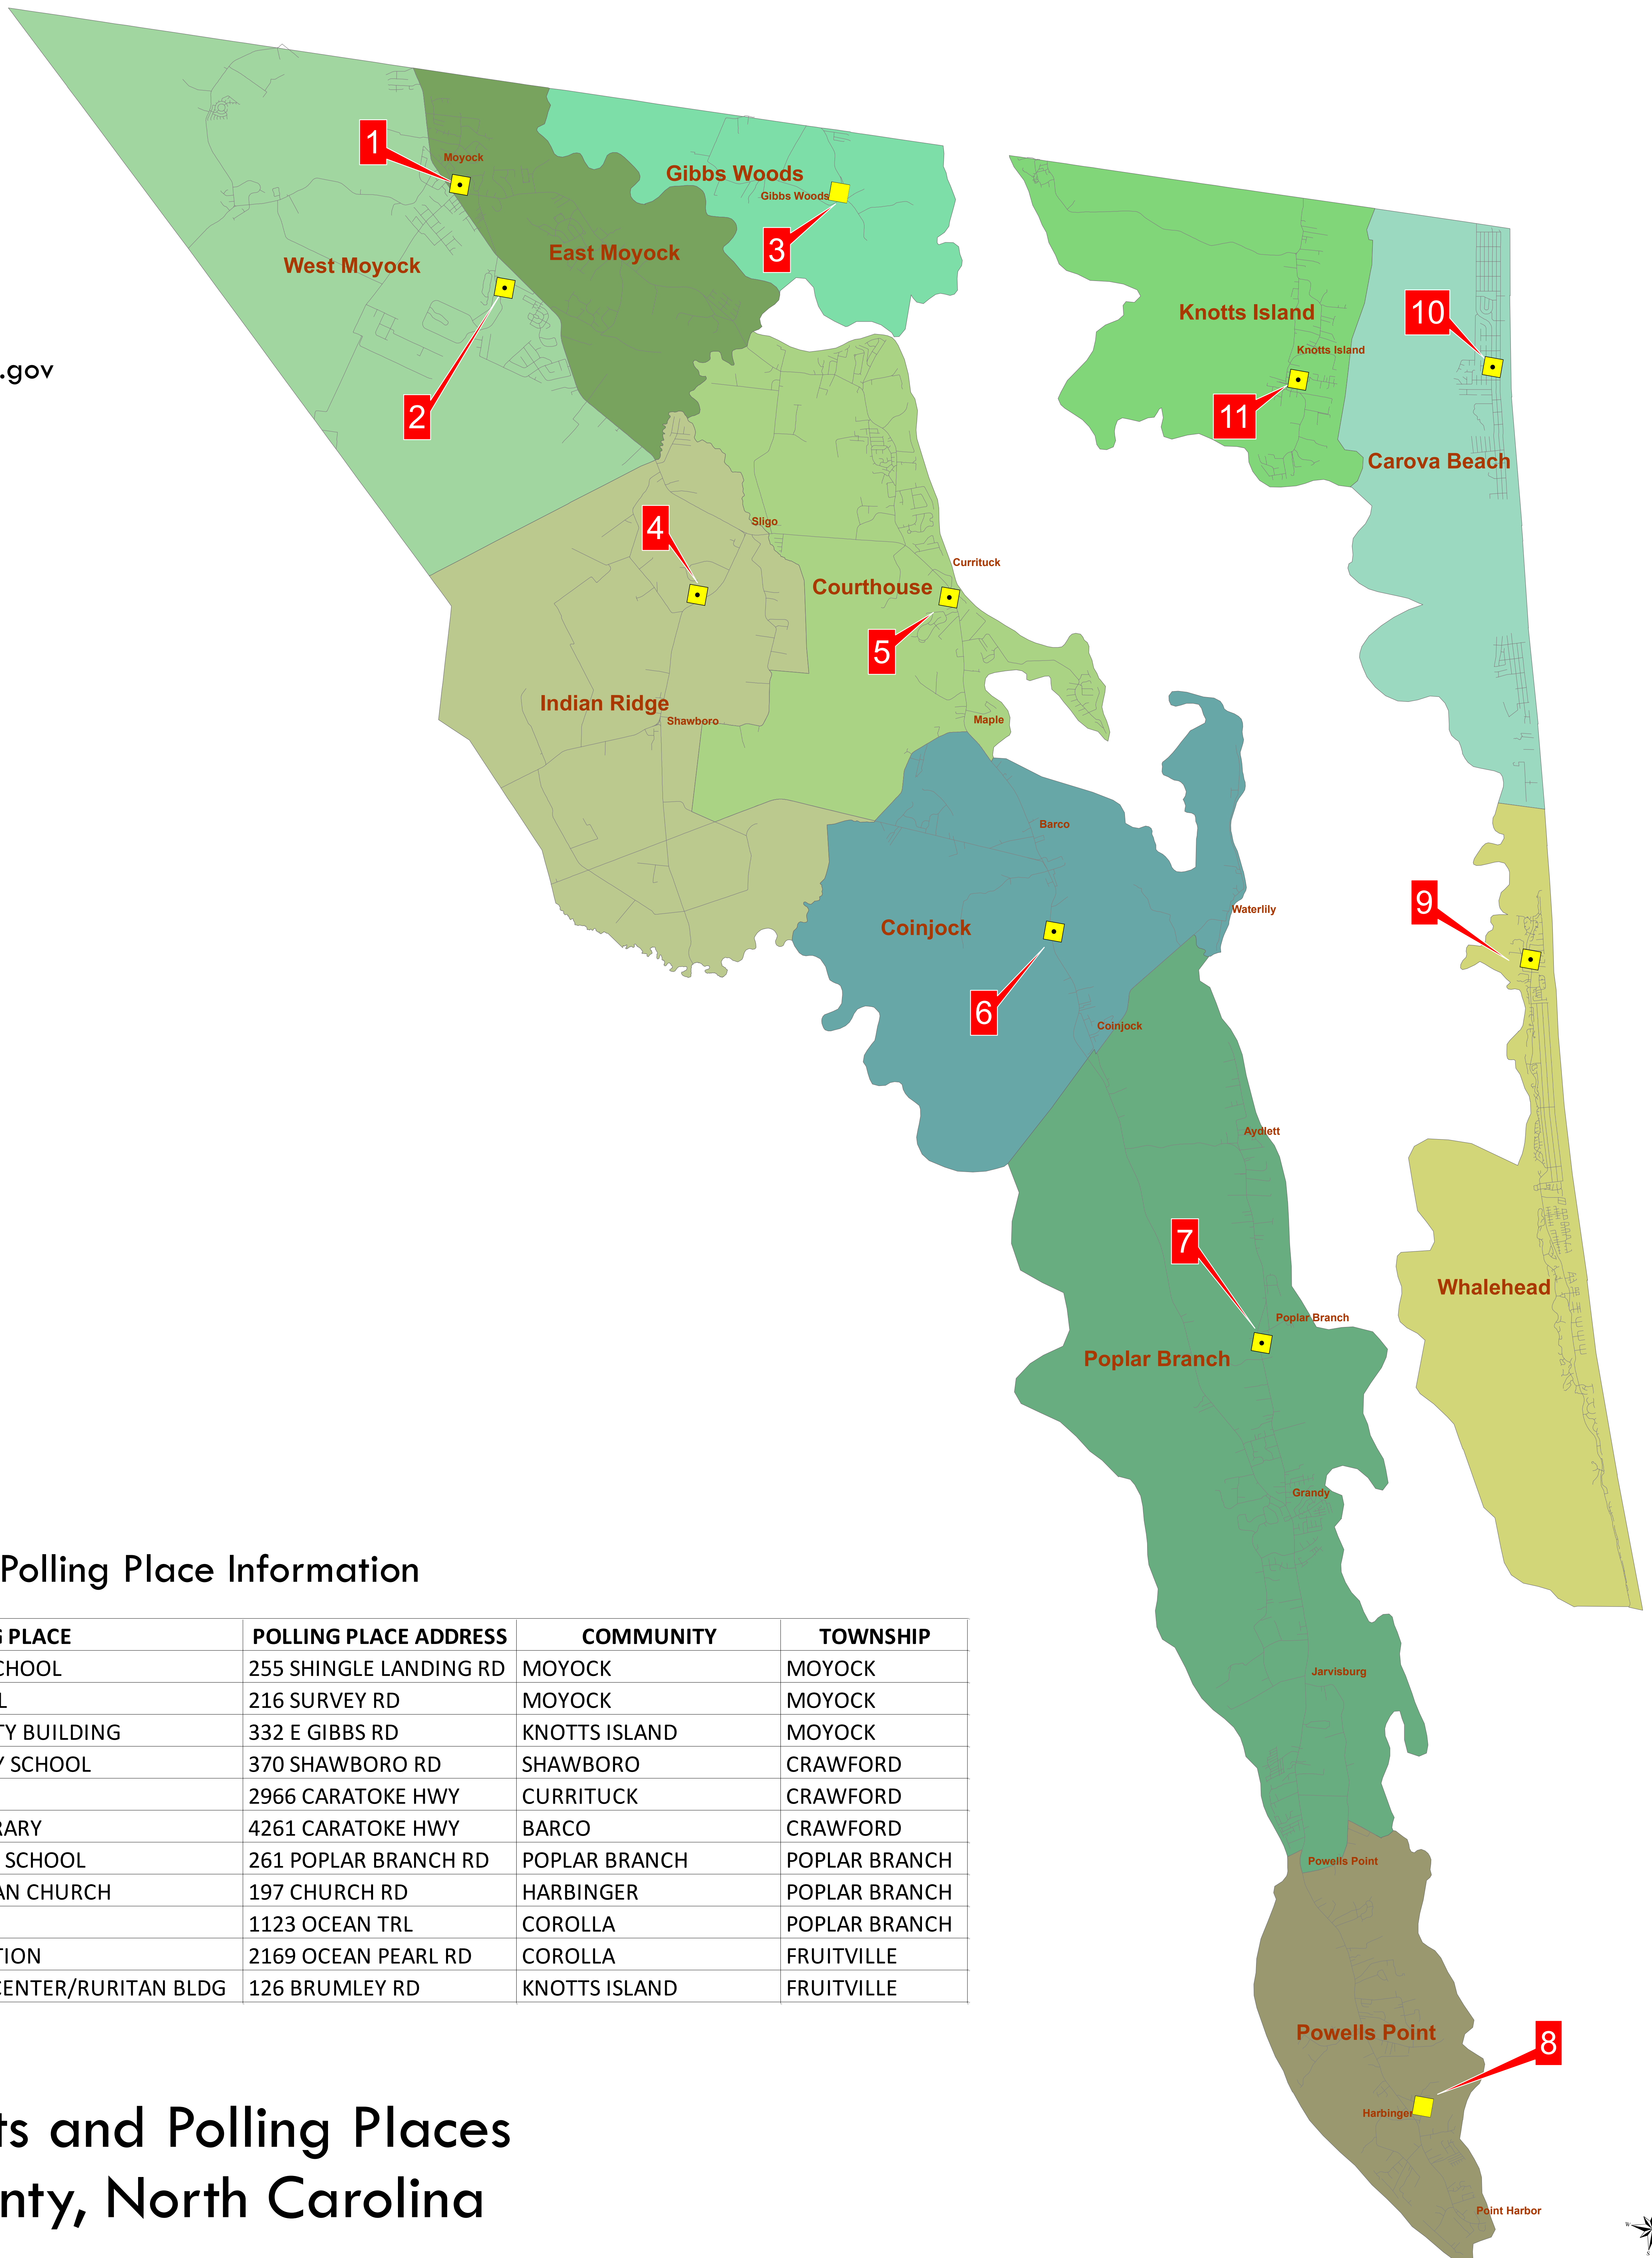 1
Moyock
Gibbs Woods
Gibbs Woods
3
East Moyock
West Moyock
2
.gov
Knotts Island
10
Knotts Island
11
Carova Beach
4
Sligo
Currituck
Courthouse
5
Indian Ridge
Shawboro
Maple
Barco
9
Waterlily
Coinjock
6
Coinjock
Aydlett
7
Whalehead
Poplar Branch
Poplar Branch
Grandy
Polling Place Information
PLACE POLLING PLACE ADDRESS COMMUNITY TOWNSHIP
CHOOL 255 SHINGLE LANDING RD MOYOCK MOYOCK
L 216 SURVEY RD MOYOCK MOYOCK
TY BUILDING 332 E GIBBS RD KNOTTS ISLAND MOYOCK
Y SCHOOL 370 SHAWBORO RD SHAWBORO CRAWFORD
2966 CARATOKE HWY CURRITUCK CRAWFORD
RARY 4261 CARATOKE HWY BARCO CRAWFORD
SCHOOL 261 POPLAR BRANCH RD POPLAR BRANCH POPLAR BRANCH
AN CHURCH 197 CHURCH RD HARBINGER POPLAR BRANCH
1123 OCEAN TRL COROLLA POPLAR BRANCH
TION 2169 OCEAN PEARL RD COROLLA FRUITVILLE
CENTER/RURITAN BLDG 126 BRUMLEY RD KNOTTS ISLAND FRUITVILLE
Jarvisburg
Powells Point
Powells Point
8
Harbinger
ts and Polling Places
nty, North Carolina
Point Harbor
W
S